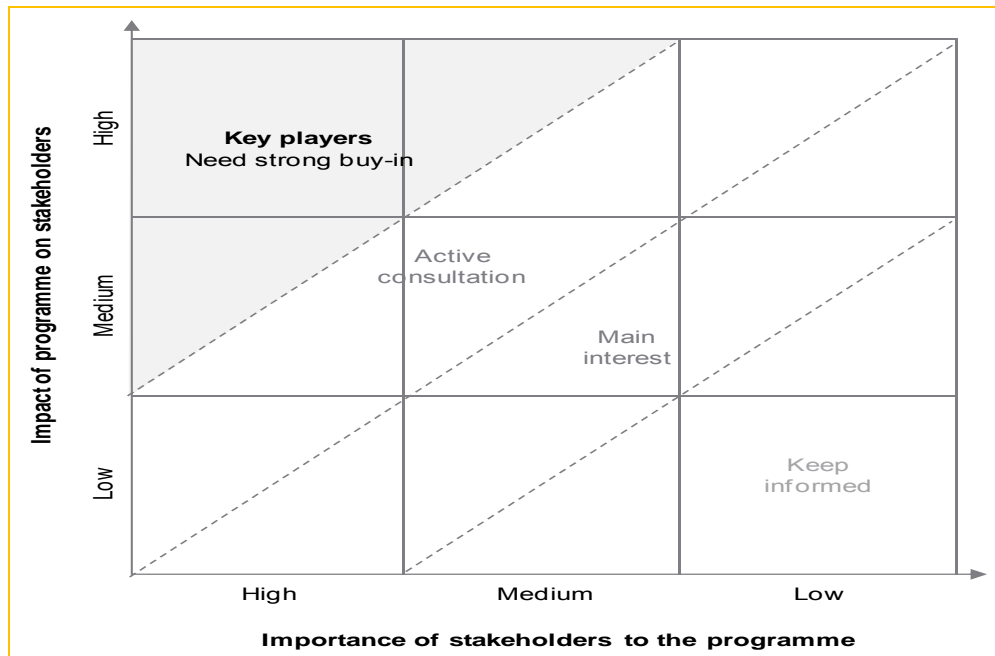 Impact of programme on stakeholders
High
Medium
Low
Key players
Need strong buy-in
Active
consultation
Main
interest
Keep
informed
High
Medium
Low
Importance of stakeholders to the programme